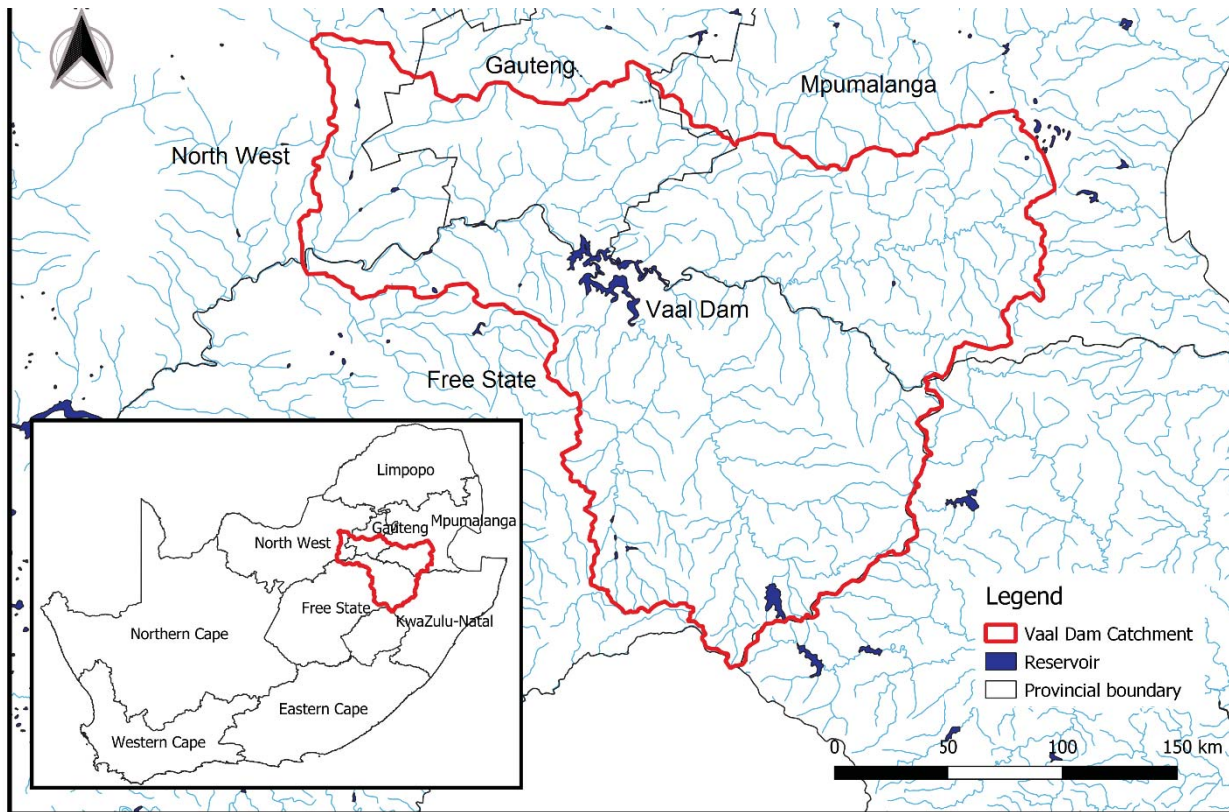 Gauteng
Mpumalanga
North West
Vaal Dam
Free State
Limpopo
Gauteng
Mpumalanga
North West
Free State
KwaZulu-Natal
Northern Cape
Eastern Cape
Western Cape
Legend
Vaal Dam Catchment
Reservoir
Provincial boundary
0 50 100 150 km